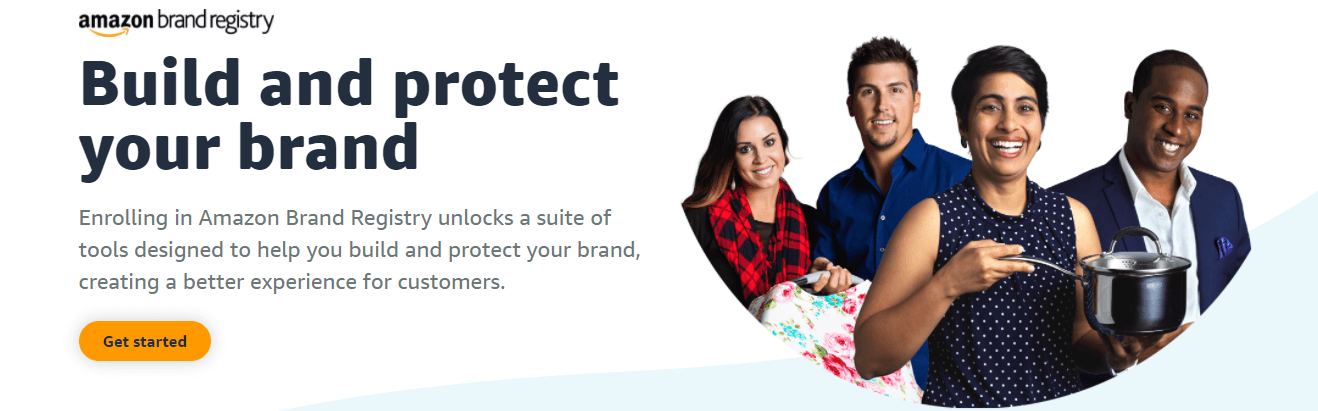 amazon brand registry
Build and protect
your brand
Enrolling in Amazon Brand Registry unlocks a suite of
tools designed to help you build and protect your brand,
creating a better experience for customers.
Get started